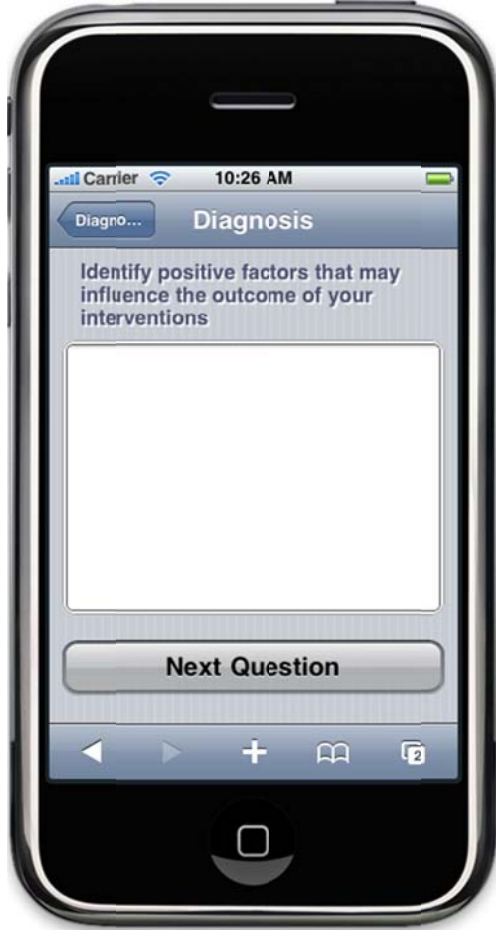 Carrier 10:26 AM
Diagno... Diagnosis
Identify positive factors that may
influence the outcome of your
interventions
Next Question
2